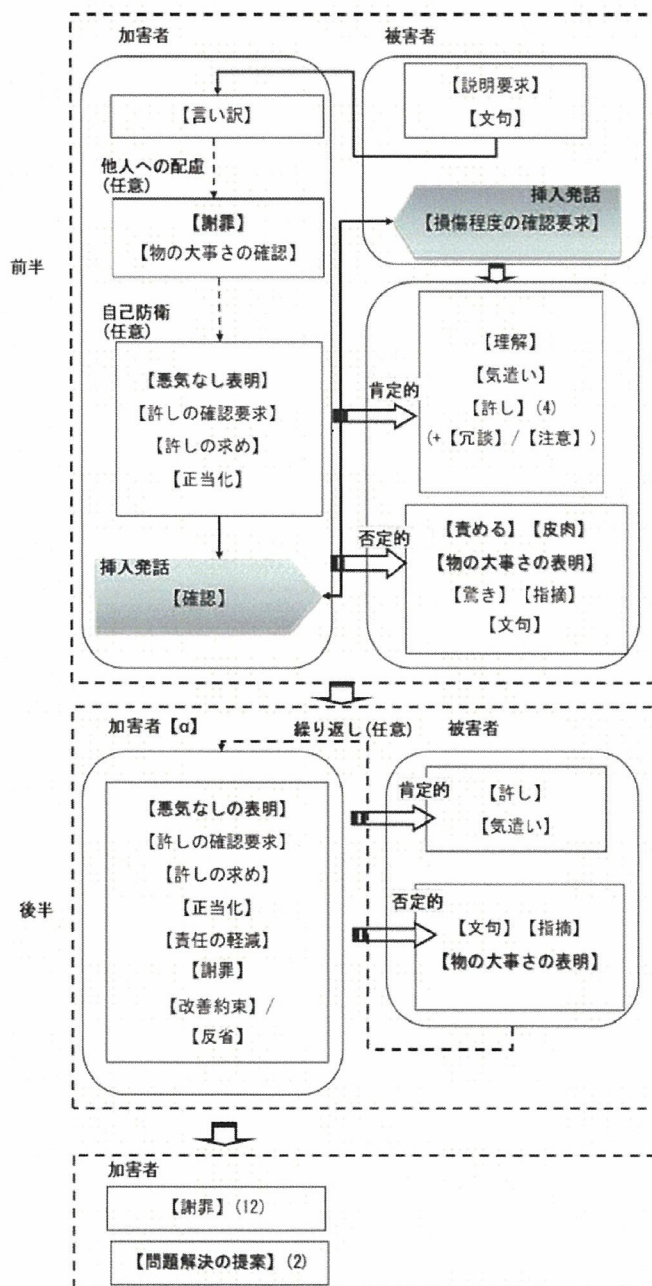 加害者
被害者
【説明要求】
【文句】
【言い訳】
他人への配慮
(任意)
【謝罪】
【物の大事さの確認】
挿入発話
【損傷程度の確認要求】
前半
自己防衛
(任意)
【悪気なし表明】
【許しの確認要求】
【許しの求め】
【正当化】
肯定的
【理解】
【気遣い】
【許し】(4)
(+【冗談】/【注意】)
否定的
【責める】【皮肉】
【物の大事さの表明】
【驚き】【指摘】
【文句】
挿入発話
【確認】
加害者【α】
繰り返し(任意)
被害者
【悪気なしの表明】
【許しの確認要求】
【許しの求め】
【正当化】
【責任の軽減】
【謝罪】
【改善約束】/
【反省】
肯定的
【許し】
【気遣い】
後半
否定的
【文句】【指摘】
【物の大事さの表明】
加害者
【謝罪】(12)
【問題解決の提案】(2)